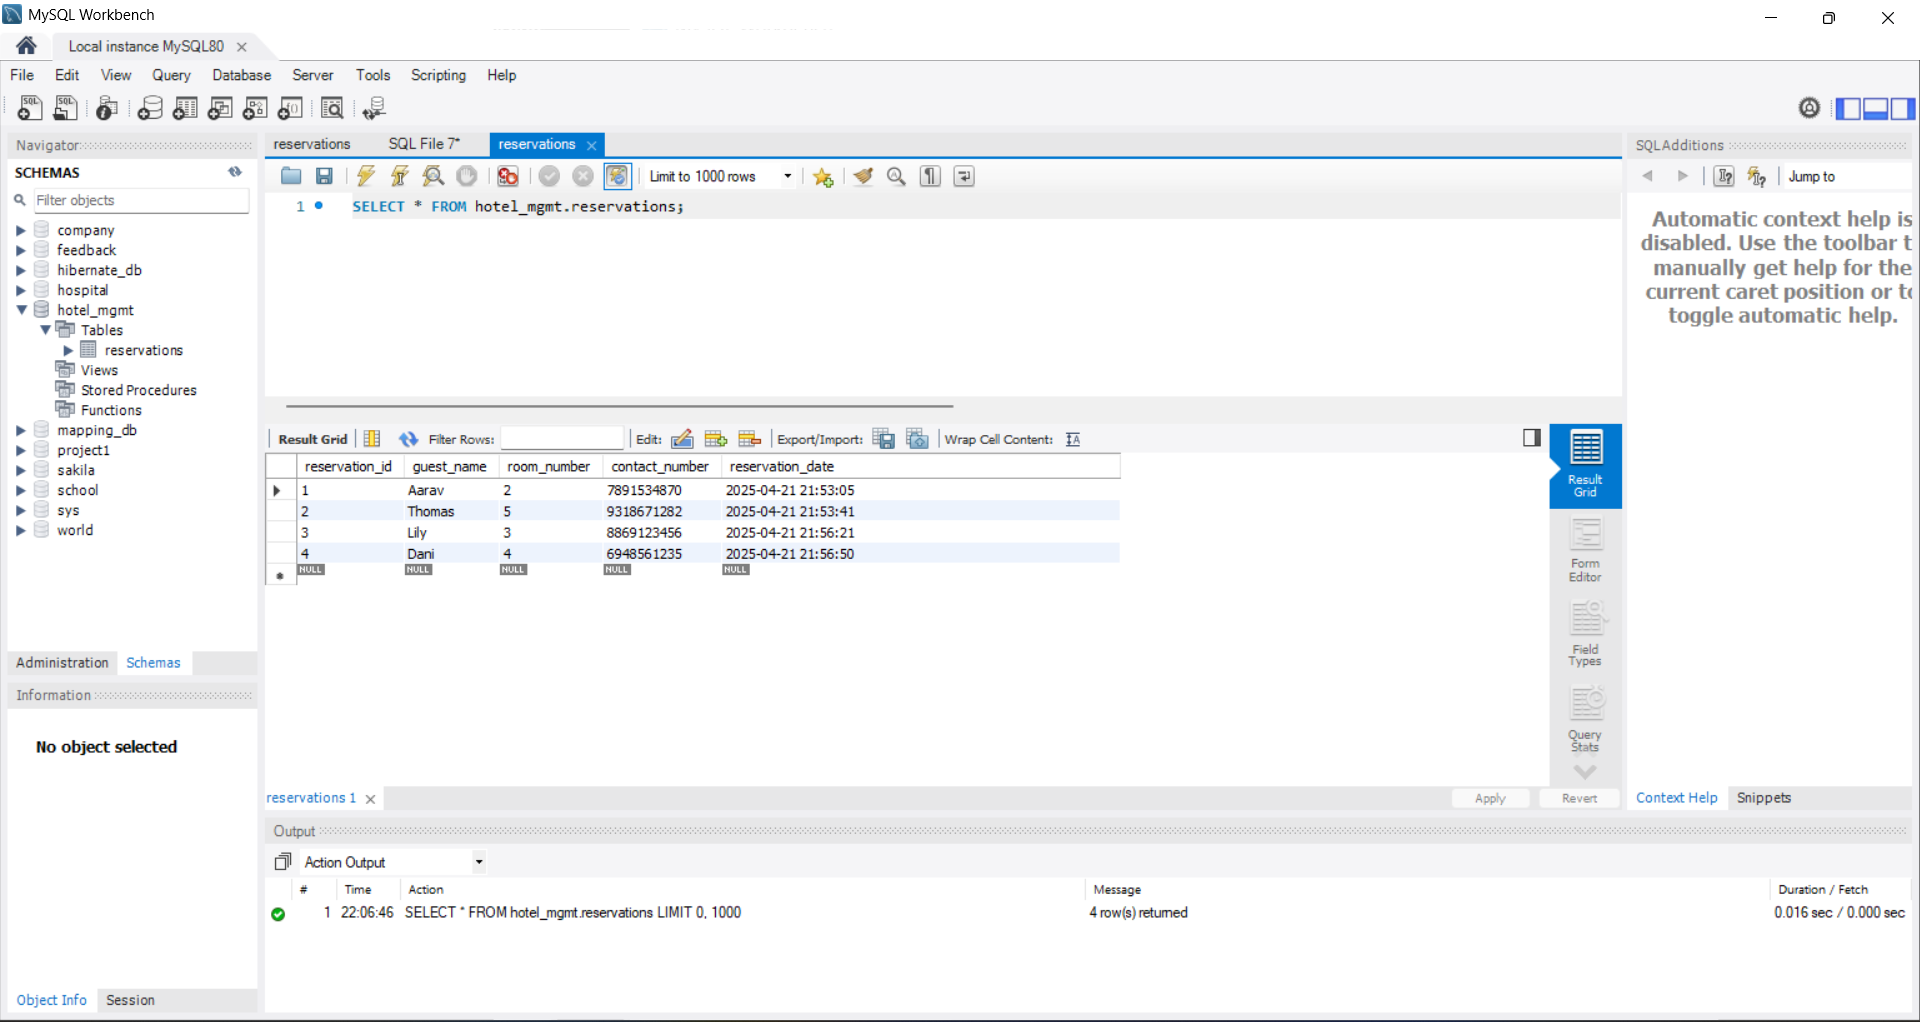 MySQL Workbench
Local instance MySQL80
File Edit View Query Database Server Tools Scripting Help
Navigator
SCHEMAS
Filter objects
company
feedback
hibernate_db
hospital
hotel_mgmt
Tables
reservations
Views
Stored Procedures
Functions
mapping_db
project1
sakila
school
sys
world
Administration Schemas
Information
No object selected
Object Info Session
reservations SQL File 7* reservations
Limit to 1000 rows
1 SELECT * FROM hotel_mgmt.reservations;
Result Grid Filter Rows: Edit: Export/Import: Wrap Cell Content:
reservation_id guest_name room_number contact_number reservation_date
1 Aarav 2 7891534870 2025-04-21 21:53:05
2 Thomas 5 9318671282 2025-04-21 21:53:41
3 Lily 3 8869123456 2025-04-21 21:56:21
4 Dani 4 6948561235 2025-04-21 21:56:50
NULL NULL NULL NULL NULL
Result
Grid
Form
Editor
Field
Types
Query
Stats
reservations 1
Apply Revert
SQLAdditions
Jump to
Automatic context help is
disabled. Use the toolbar t
manually get help for the
current caret position or to
toggle automatic help.
Context Help Snippets
Output
Action Output
# Time Action Message Duration / Fetch
1 22:06:46 SELECT * FROM hotel_mgmt.reservations LIMIT 0, 1000 4 row(s) returned 0.016 sec / 0.000 sec